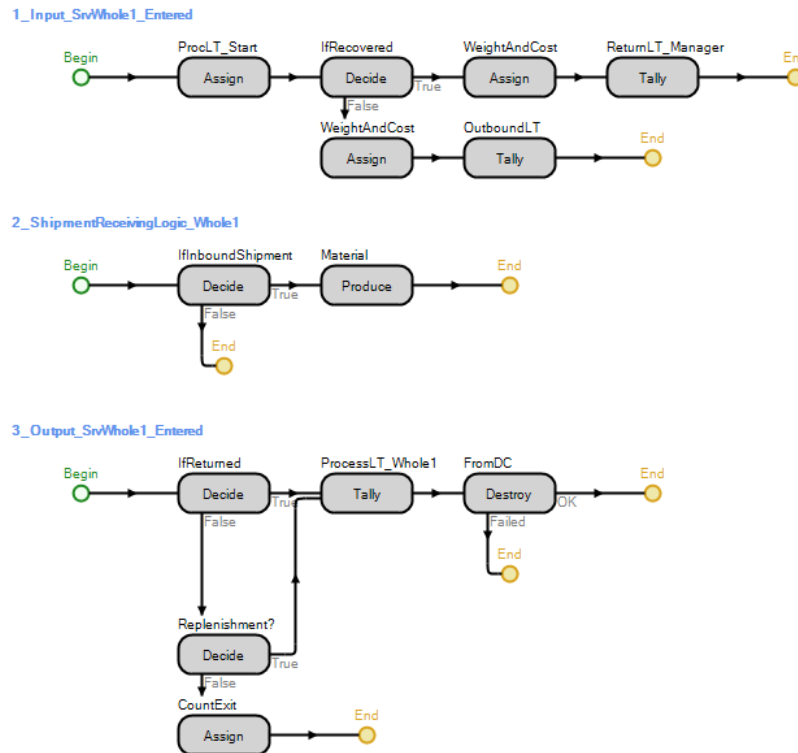 1_Input_SrvWhole1_Entered
Begin
ProcLT_Start
Assign
IfRecovered
Decide
True
False
WeightAndCost
Assign
ReturnLT_Manager
Tally
End
WeightAndCost
Assign
OutboundLT
Tally
End
2_ShipmentReceivingLogic_Whole1
Begin
IfInboundShipment
Decide
True
False
Material
Produce
End
End
3_Output_SrvWhole1_Entered
Begin
IfReturned
Decide
True
False
ProcessLT_Whole1
Tally
FromDC
Destroy
OK
Failed
End
End
Replenishment?
Decide
True
False
CountExit
Assign
End